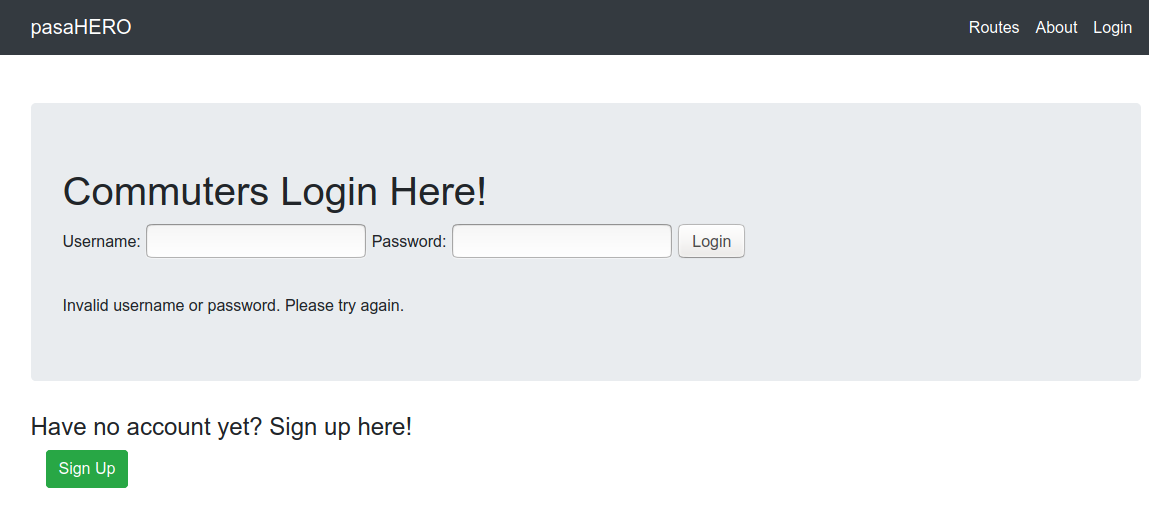 pasaHERO Routes About Login
Commuters Login Here!
Username: Password: Login
Invalid username or password. Please try again.
Have no account yet? Sign up here!
Sign Up